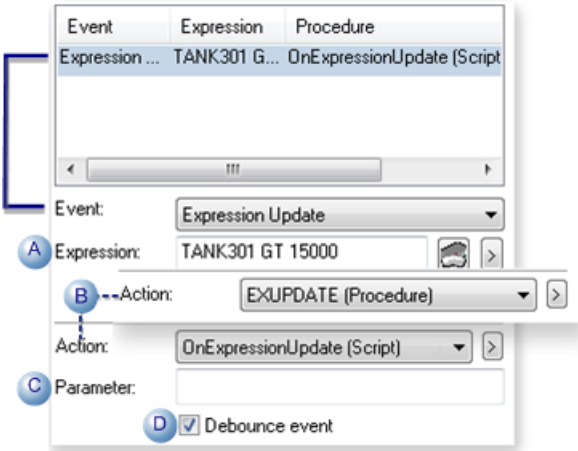 Event Expression Procedure
Expression ... TANK301 G... OnExpressionUpdate (Script
Event: Expression Update
A Expression: TANK301 GT 15000
B Action: EXUPDATE (Procedure)
Action: OnExpressionUpdate (Script)
C Parameter:
D Debounce event